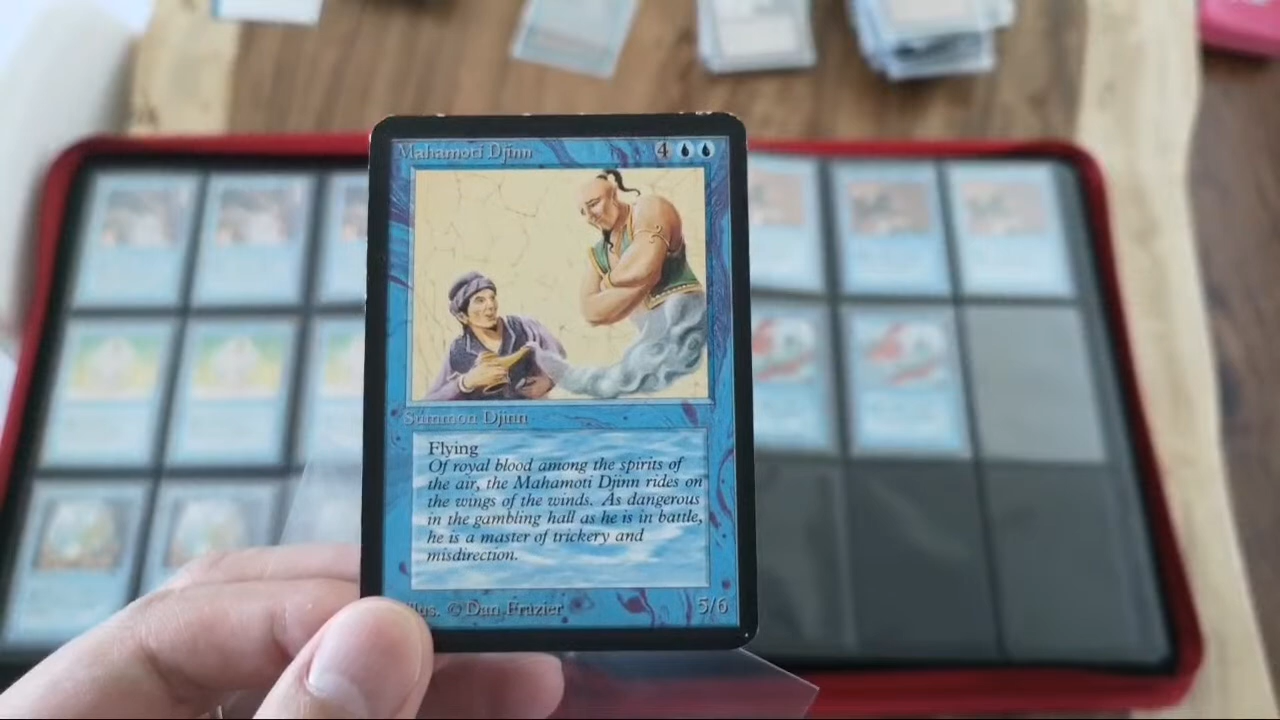 Mahamoti Djinn 4
Summon Djinn
Flying
Of royal blood among the spirits of
the air, the Mahamoti Djinn rides on
the wings of the winds. As dangerous
in the gambling hall as he is in battle,
he is a master of trickery and
misdirection.
Illus. © Dan Frazier 5/6